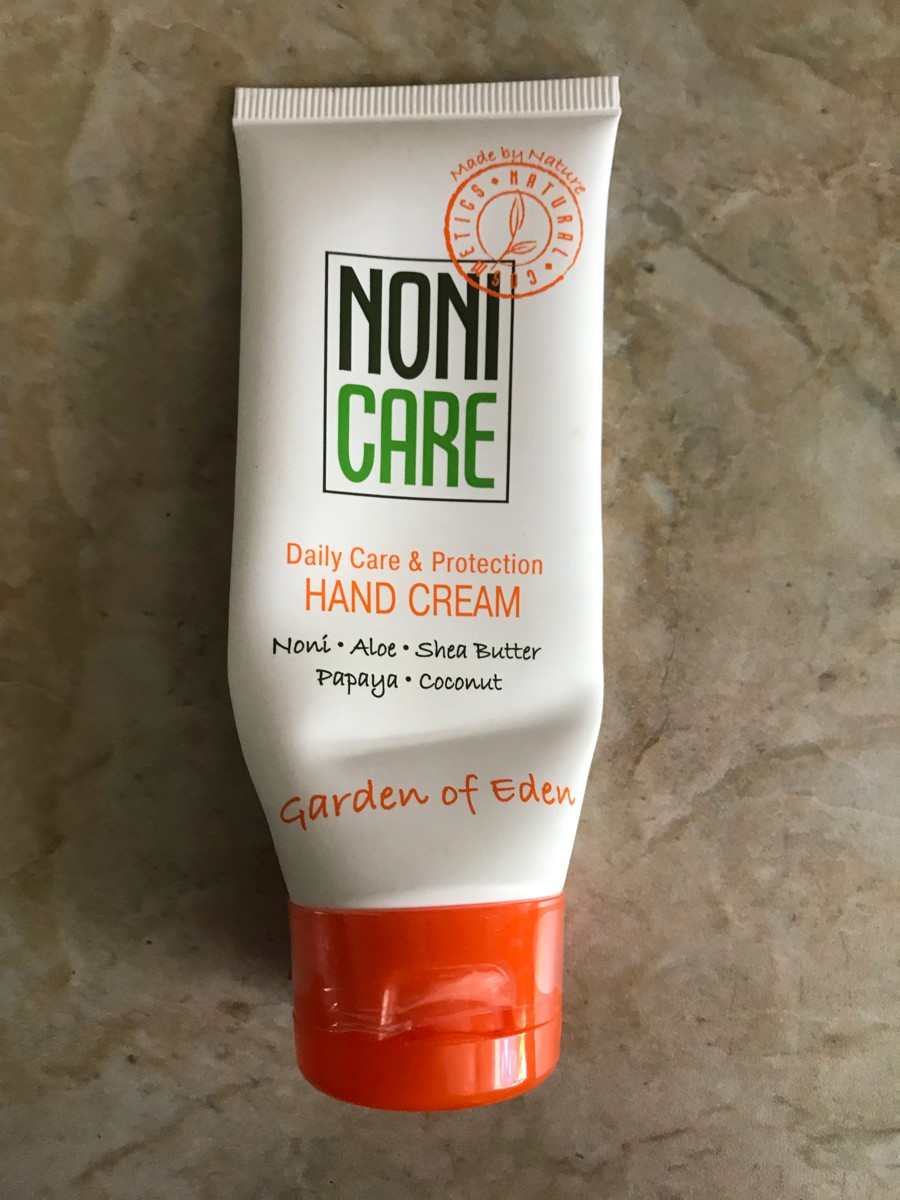 Made by Nature
NATURAL • COSMETICS •
NONI
CARE
Daily Care & Protection
HAND CREAM
Noni • Aloe • Shea Butter
Papaya • Coconut
Garden of Eden